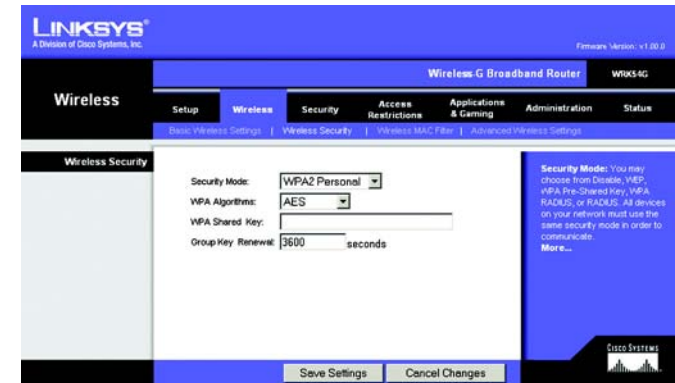 LINKSYS®
A Division of Cisco Systems, Inc.
Firmware Version: v1.00.0
Wireless-G Broadband Router
WRK54G
Wireless
Setup
Wireless
Security
Access Restrictions
Applications & Gaming
Administration
Status
Basic Wireless Settings | Wireless Security | Wireless MAC Filter | Advanced Wireless Settings
Wireless Security
Security Mode: WPA2 Personal
WPA Algorithms: AES
WPA Shared Key:
Group Key Renewal: 3600 seconds
Security Mode: You may
choose from Disable, WEP,
WPA Pre-Shared Key, WPA
RADIUS, or RADIUS. All devices
on your network must use the
same security mode in order to
communicate.
More...
CISCO SYSTEMS
Save Settings
Cancel Changes